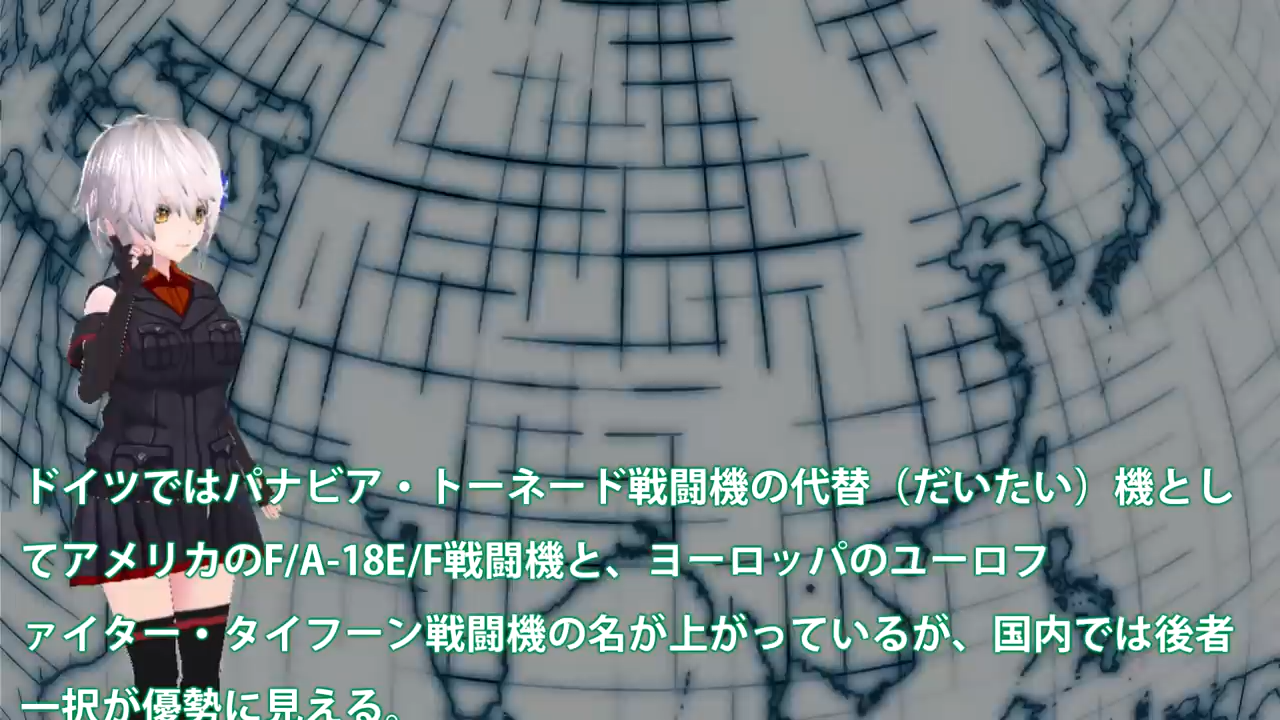 ドイツではパナビア・トーネード戦闘機の代替（だいたい）機とし
てアメリカのF/A-18E/F戦闘機と、ヨーロッパのユーロフ
ァイター・タイフーン戦闘機の名が上がっているが、国内では後者
一択が優勢に見える。